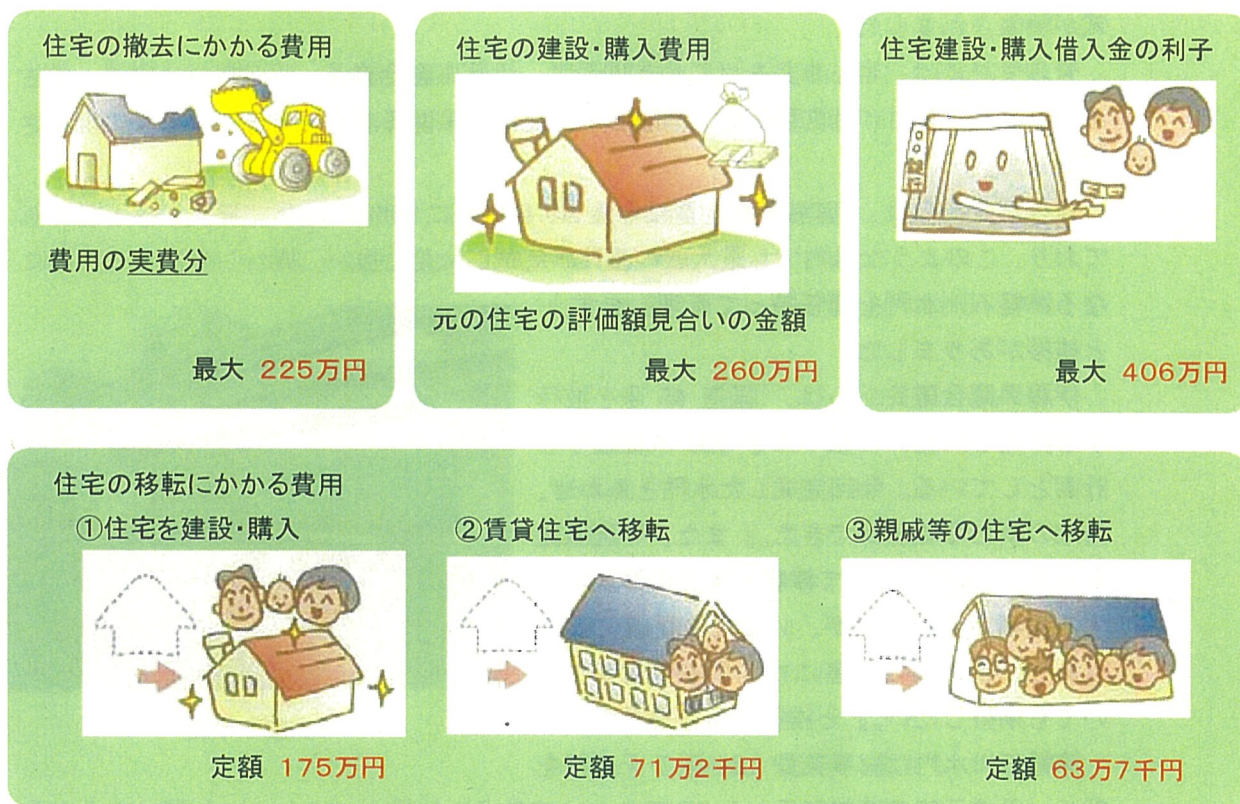 住宅の撤去にかかる費用
費用の実費分
最大 225万円
住宅の建設・購入費用
元の住宅の評価額見合いの金額
最大 260万円
住宅建設・購入借入金の利子
銀行
最大 406万円
住宅の移転にかかる費用
①住宅を建設・購入
定額 175万円
②賃貸住宅へ移転
定額 71万2千円
③親戚等の住宅へ移転
定額 63万7千円